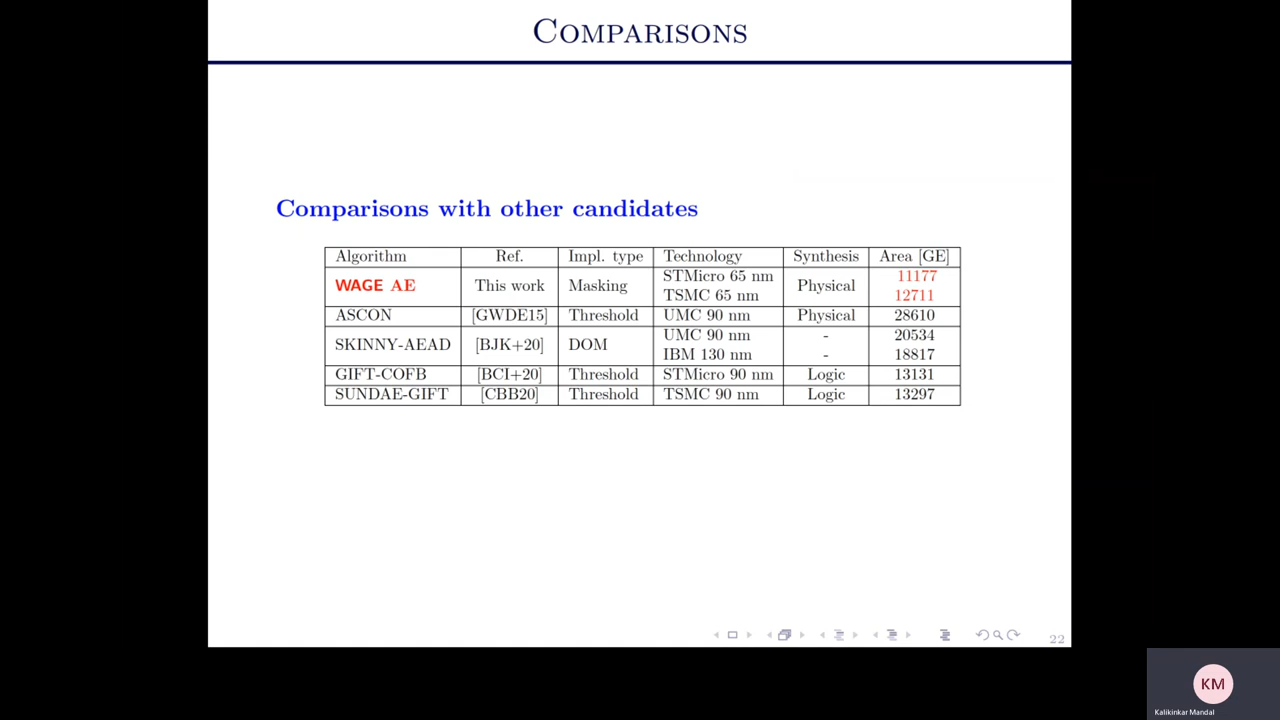 COMPARISONS
Comparisons with other candidates
Algorithm Ref. Impl. type Technology Synthesis Area [GE]
WAGE AE This work Masking STMicro 65 nm Physical 11177
TSMC 65 nm 12711
ASCON [GWDE15] Threshold UMC 90 nm Physical 28610
SKINNY-AEAD [BJK+20] DOM UMC 90 nm - 20534
IBM 130 nm - 18817
GIFT-COFB [BCI+20] Threshold STMicro 90 nm Logic 13131
SUNDAE-GIFT [CBB20] Threshold TSMC 90 nm Logic 13297
22
KM
Kalikinkar Mandal